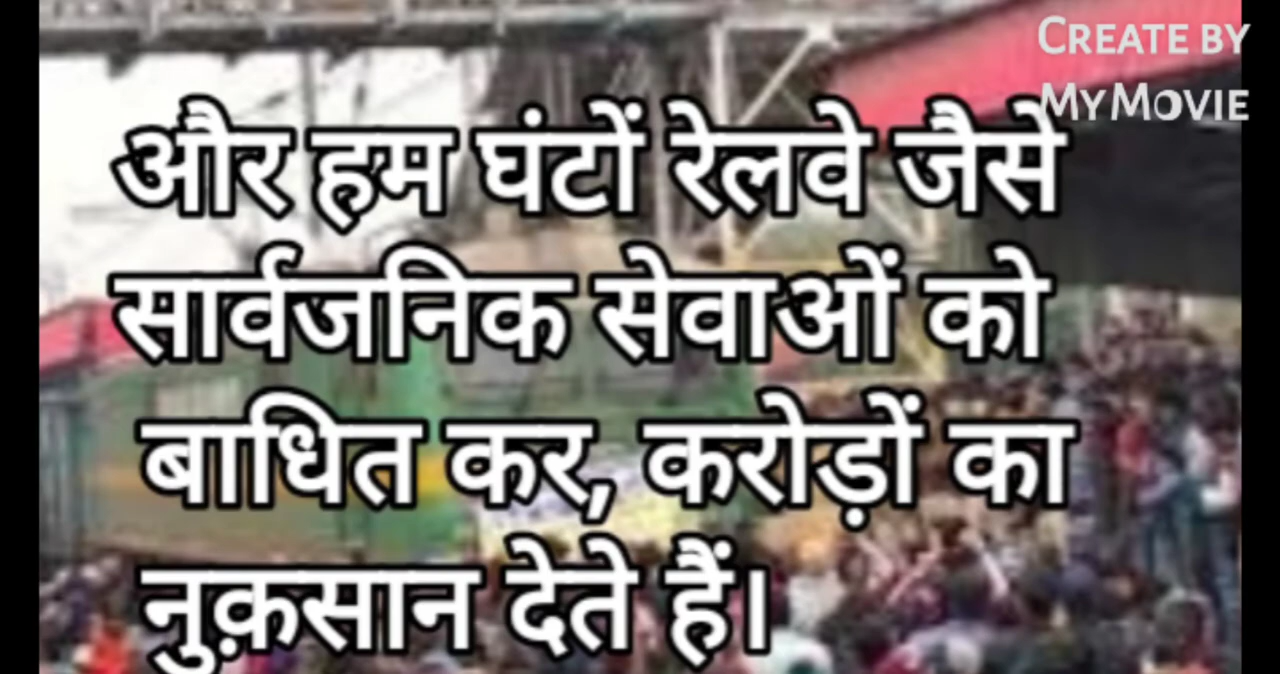 CREATE BY
MYMOVIE
और हम घंटों रेलवे जैसे
सार्वजनिक सेवाओं को
बाधित कर, करोड़ों का
नुक़सान देते हैं।